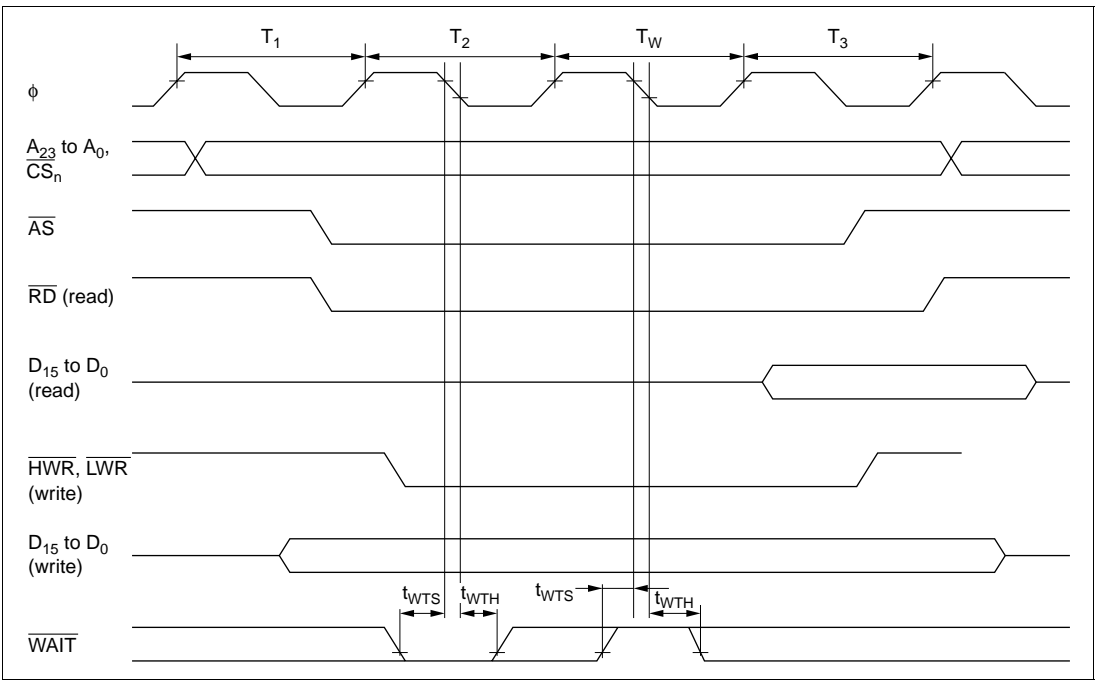 T1 T2 TW T3
φ
A23 to A0,
CSn
AS
RD (read)
D15 to D0
(read)
HWR, LWR
(write)
D15 to D0
(write)
tWTS tWTH tWTS tWTH
WAIT